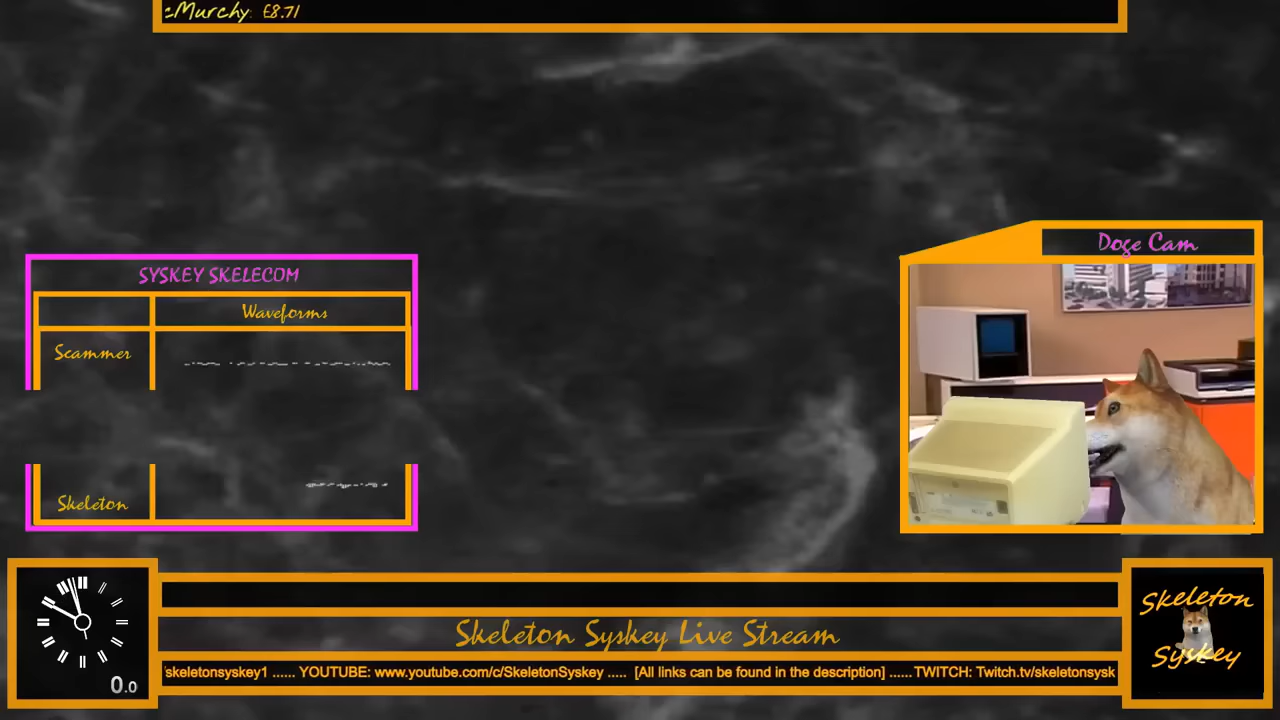 :Murchy: £8.71
Doge Cam
SYSKEY SKELECOM
Waveforms
Scammer
Skeleton
Skeleton Syskey Live Stream
skeletonsyskey1 ...... YOUTUBE: www.youtube.com/c/SkeletonSyskey ..... [All links can be found in the description] ...... TWITCH: Twitch.tv/skeletonsysk
0.0
Skeleton
Syskey